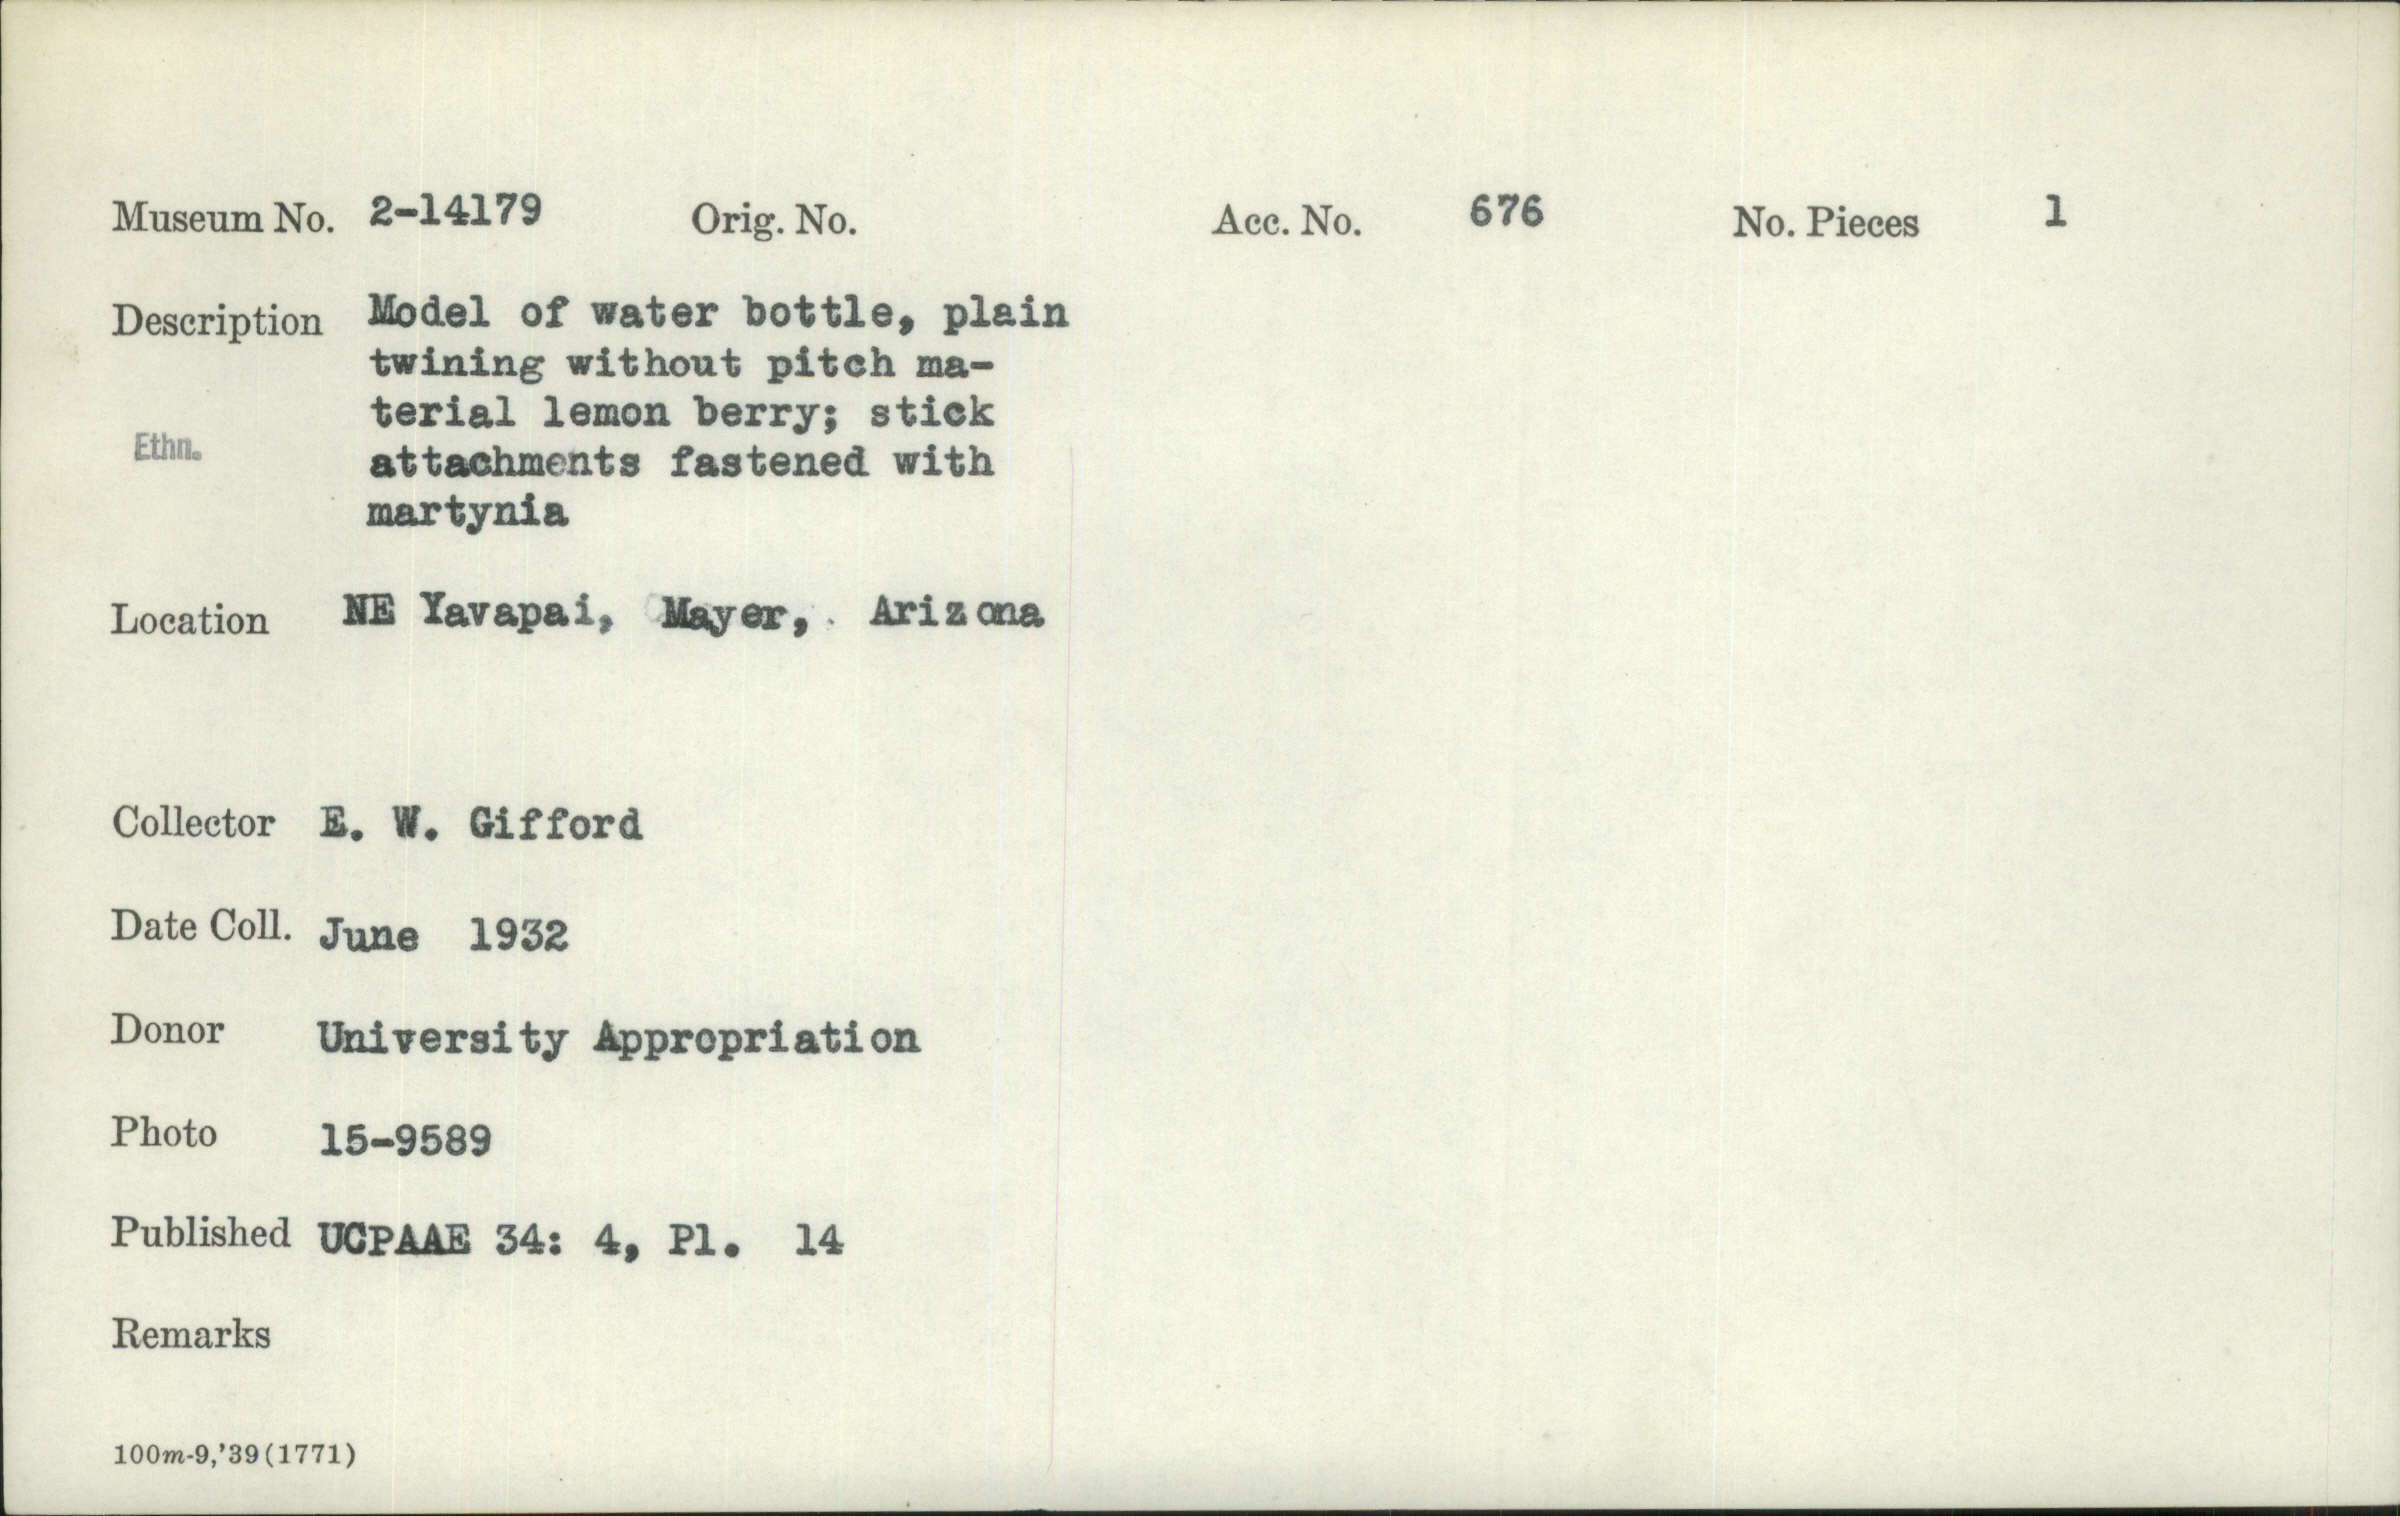 Museum No. 2-14179 Orig. No. Acc. No. 676 No. Pieces 1
Description Model of water bottle, plain
twining without pitch ma-
terial lemon berry; stick
Ethn. attachments fastened with
martynia
Location NE Yavapai, Mayer, Arizona
Collector E. W. Gifford
Date Coll. June 1932
Donor University Appropriation
Photo 15-9589
Published UCPAAE 34: 4, Pl. 14
Remarks
100m-9,'39(1771)